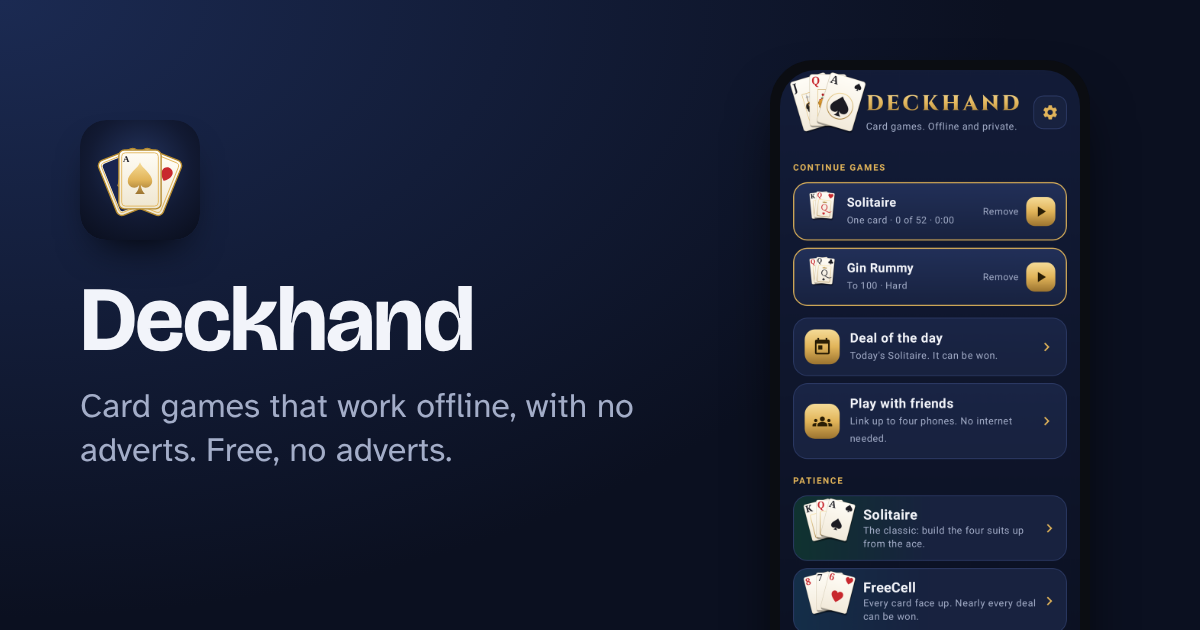 A
Deckhand
Card games that work offline, with no
adverts. Free, no adverts.
J Q A
DECKHAND
Card games. Offline and private.
CONTINUE GAMES
Solitaire
One card · 0 of 52 · 0:00
Remove
Gin Rummy
To 100 · Hard
Remove
Deal of the day
Today's Solitaire. It can be won.
Play with friends
Link up to four phones. No internet
needed.
PATIENCE
K Q A
Solitaire
The classic: build the four suits up
from the ace.
8 7 6
FreeCell
Every card face up. Nearly every deal
can be won.